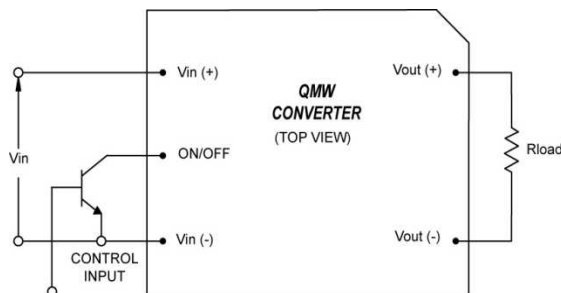 Vin (+)
Vout (+)
QMW
CONVERTER
(TOP VIEW)
ON/OFF
Vin
Rload
Vin (-)
Vout (-)
CONTROL
INPUT